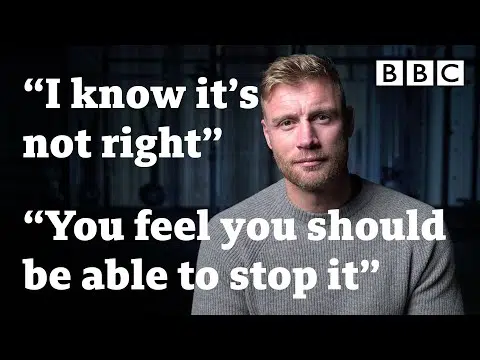 BBC
“I know it’s
not right”
“You feel you should
be able to stop it”